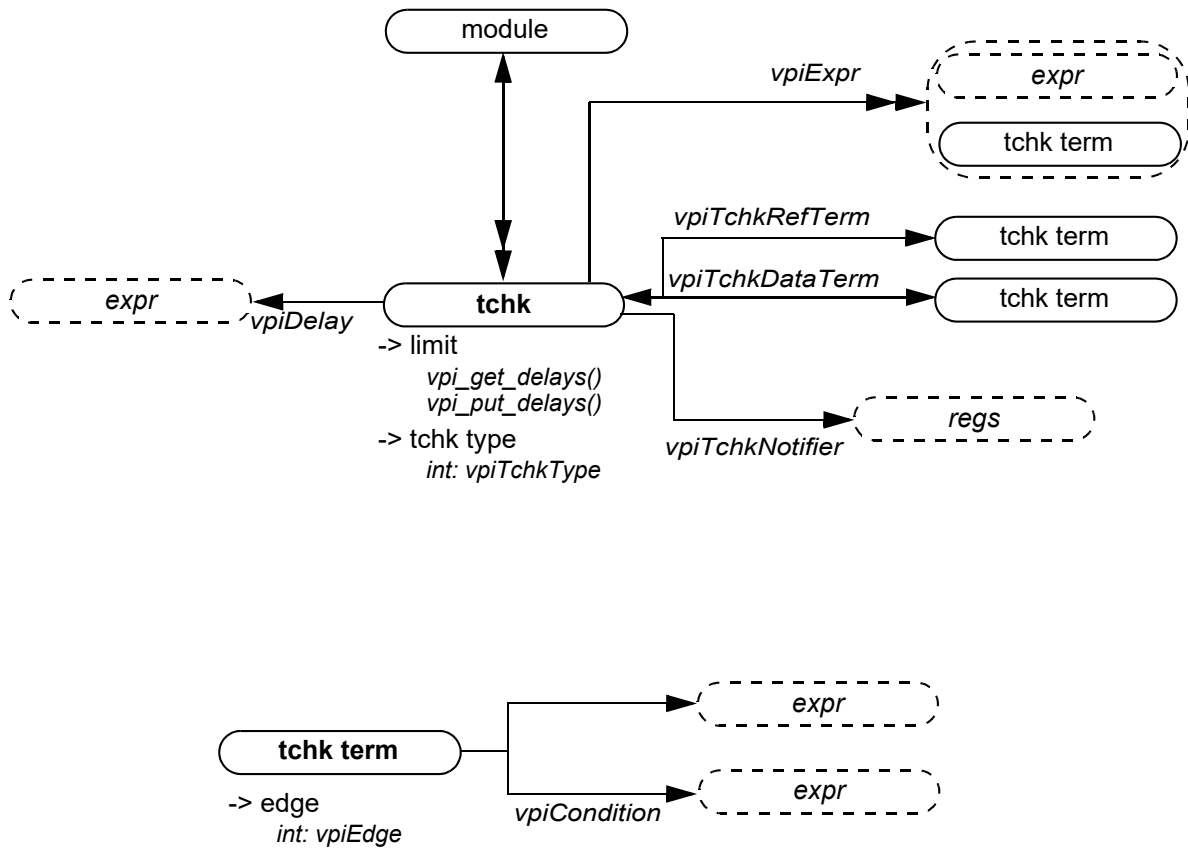 module
vpiExpr
expr
tchk term
vpiTchkRefTerm
tchk term
vpiTchkDataTerm
tchk term
expr
vpiDelay
tchk
-> limit
vpi_get_delays()
vpi_put_delays()
-> tchk type
int: vpiTchkType
vpiTchkNotifier
regs
expr
tchk term
-> edge
int: vpiEdge
vpiCondition
expr